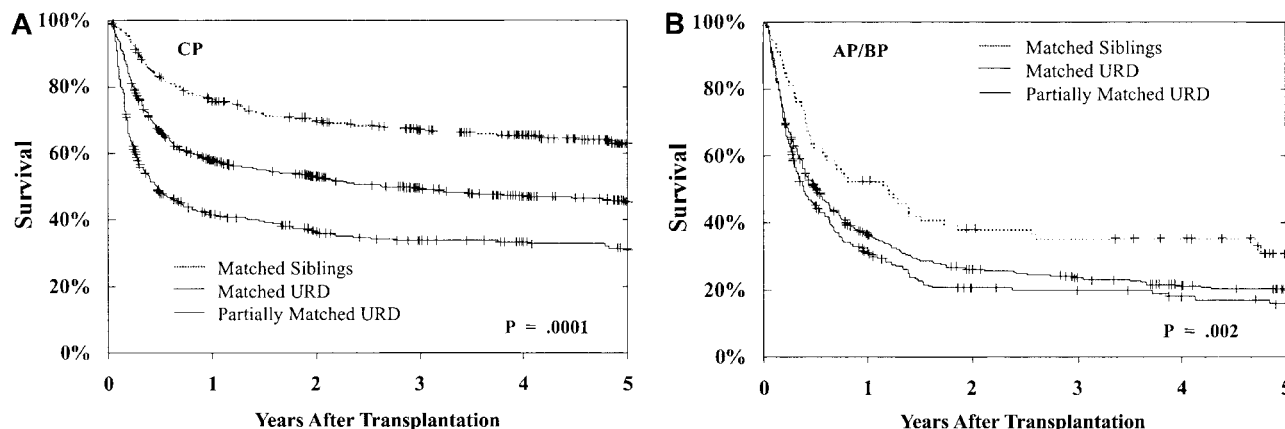 A
CP
100%
80%
60%
40%
20%
0%
Survival
Matched Siblings
Matched URD
Partially Matched URD
P = .0001
0 1 2 3 4 5
Years After Transplantation
B
AP/BP
100%
80%
60%
40%
20%
0%
Survival
Matched Siblings
Matched URD
Partially Matched URD
P = .002
0 1 2 3 4 5
Years After Transplantation